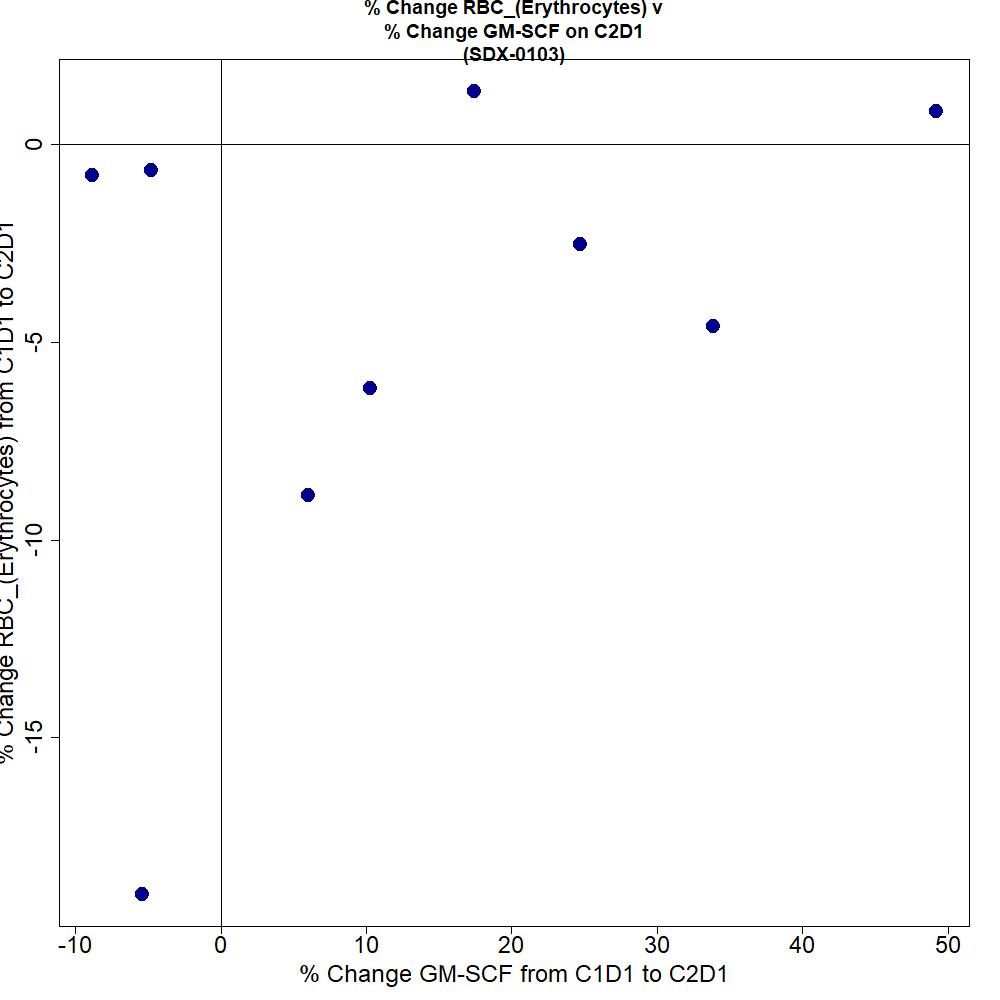 % Change RBC_(Erythrocytes) v
% Change GM-SCF on C2D1
(SDX-0103)
% Change RBC_(Erythrocytes) from C1D1 to C2D1
0
-5
-10
-15
-10
0
10
20
30
40
50
% Change GM-SCF from C1D1 to C2D1